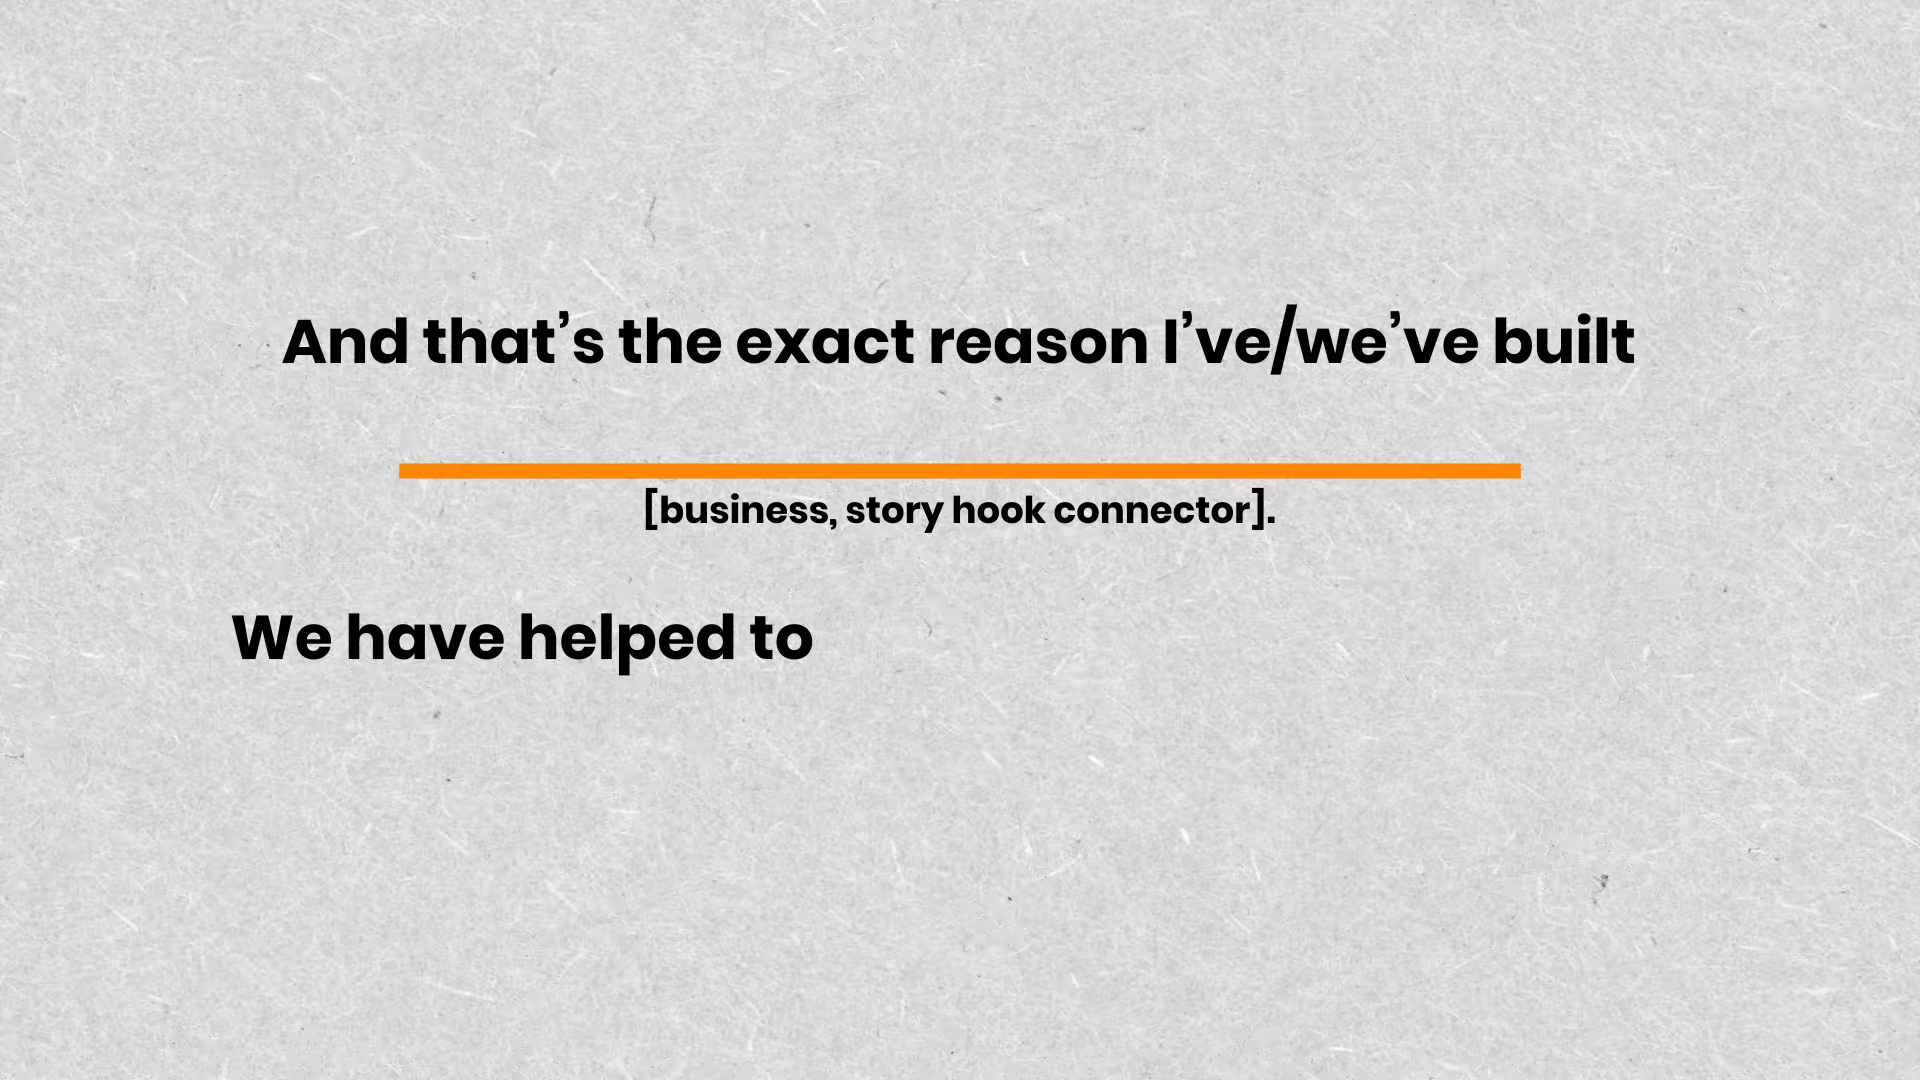 And that’s the exact reason I’ve/we’ve built
[business, story hook connector].
We have helped to